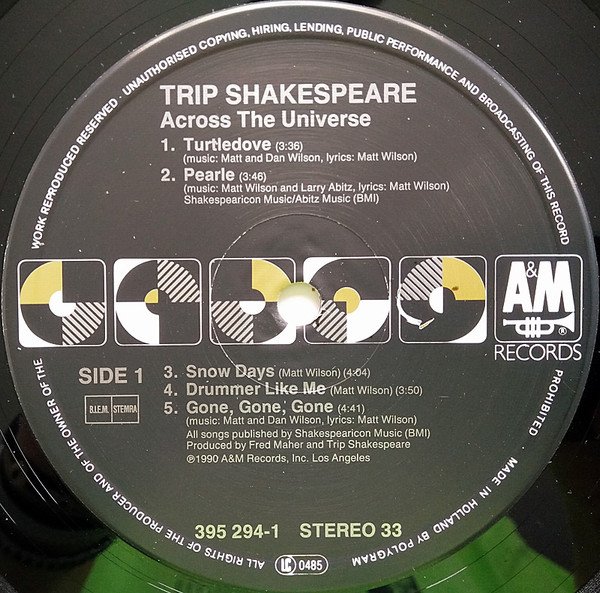 WORK REPRODUCED RESERVED · UNAUTHORISED COPYING, HIRING, LENDING, PUBLIC PERFORMANCE AND BROADCASTING OF THIS RECORD
TRIP SHAKESPEARE
Across The Universe
1. Turtledove (3:36)
(music: Matt and Dan Wilson, lyrics: Matt Wilson)
2. Pearle (3:46)
(music: Matt Wilson and Larry Abitz, lyrics: Matt Wilson)
Shakespearicon Music/Abitz Music (BMI)
A&M
®
RECORDS
SIDE 1
B.I.E.M. STEMRA
3. Snow Days (Matt Wilson) (4:04)
4. Drummer Like Me (Matt Wilson) (3:50)
5. Gone, Gone, Gone (4:41)
(music: Matt and Dan Wilson, lyrics: Matt Wilson)
All songs published by Shakespearicon Music (BMI)
Produced by Fred Maher and Trip Shakespeare
℗1990 A&M Records, Inc. Los Angeles
395 294-1 STEREO 33
LC 0485
PROHIBITED
MADE IN HOLLAND BY POLYGRAM
ALL RIGHTS OF THE PRODUCER AND OF THE OWNER OF THE